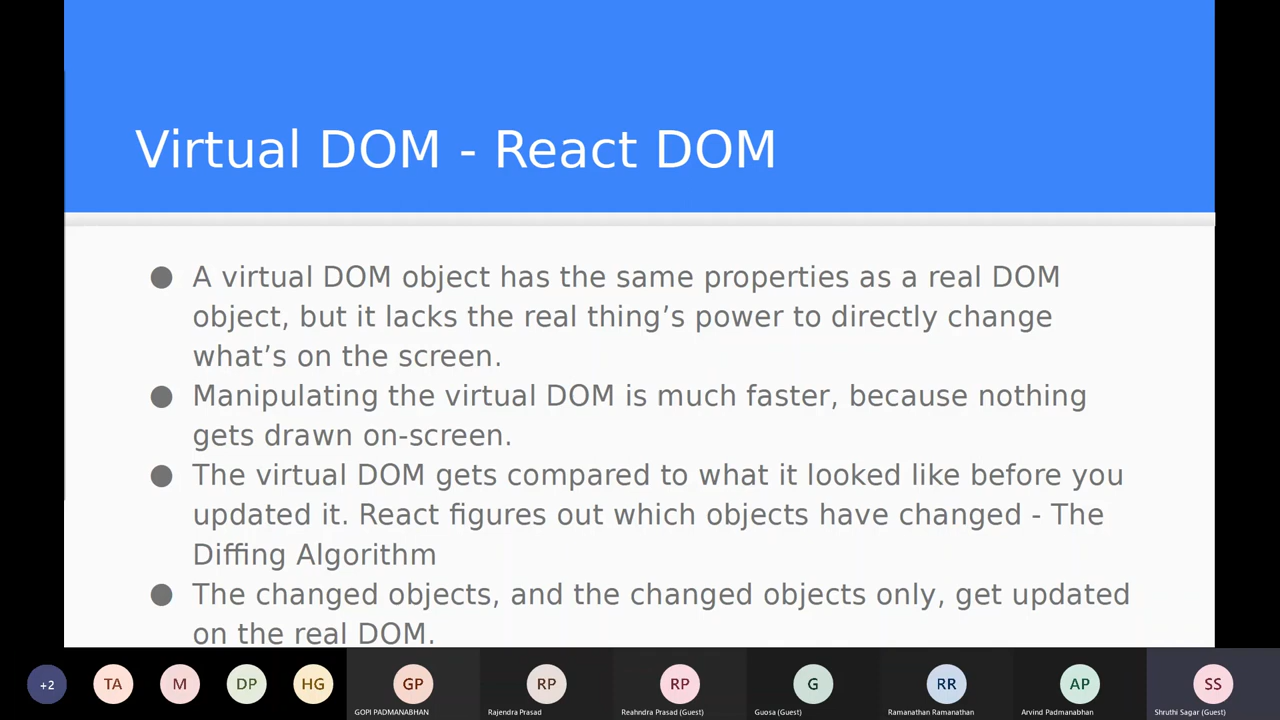 Virtual DOM - React DOM
● A virtual DOM object has the same properties as a real DOM
object, but it lacks the real thing’s power to directly change
what’s on the screen.
● Manipulating the virtual DOM is much faster, because nothing
gets drawn on-screen.
● The virtual DOM gets compared to what it looked like before you
updated it. React figures out which objects have changed - The
Diffing Algorithm
● The changed objects, and the changed objects only, get updated
on the real DOM.
+2 TA M DP HG GP RP RP G RR AP SS
GOPI PADMANABHAN Rajendra Prasad Reahndra Prasad (Guest) Guosa (Guest) Ramanathan Ramanathan Arvind Padmanabhan Shruthi Sagar (Guest)